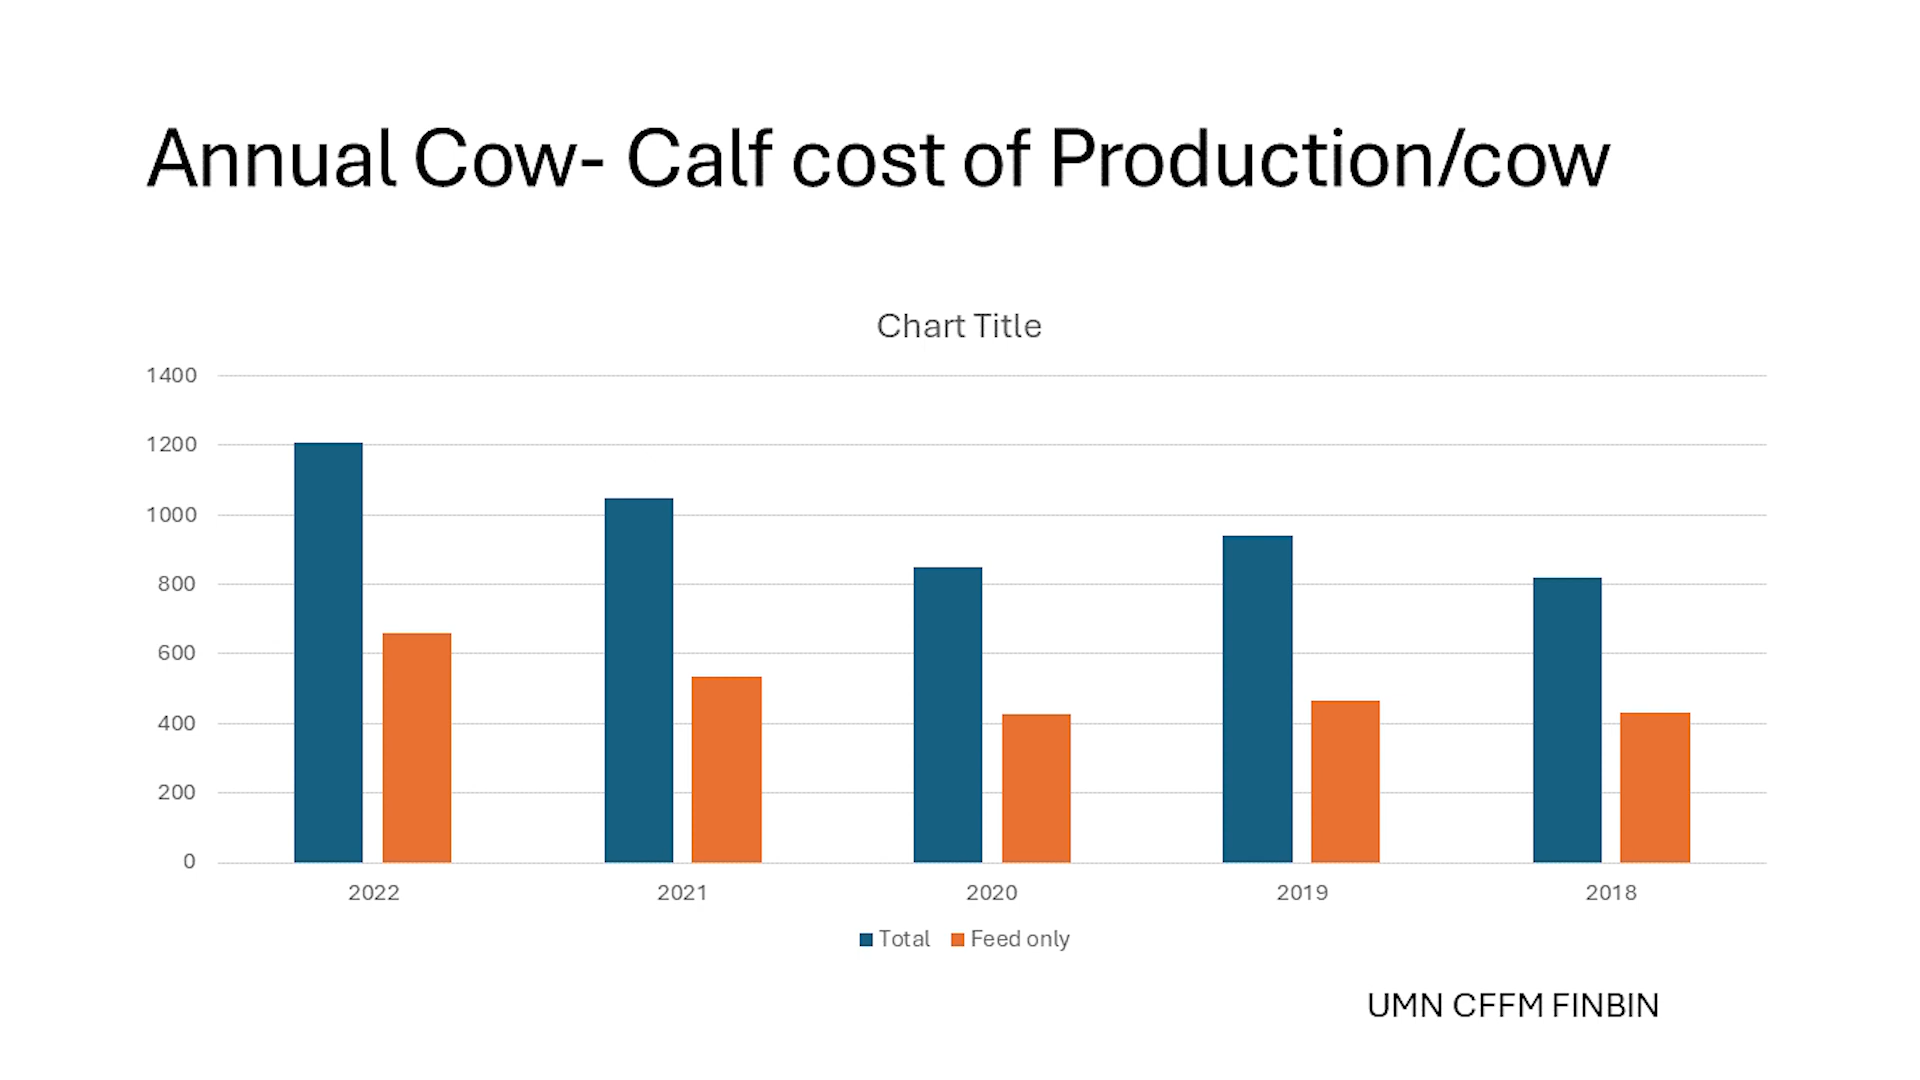 Annual Cow- Calf cost of Production/cow
Chart Title
1400
1200
1000
800
600
400
200
0
2022 2021 2020 2019 2018
Total Feed only
UMN CFFM FINBIN